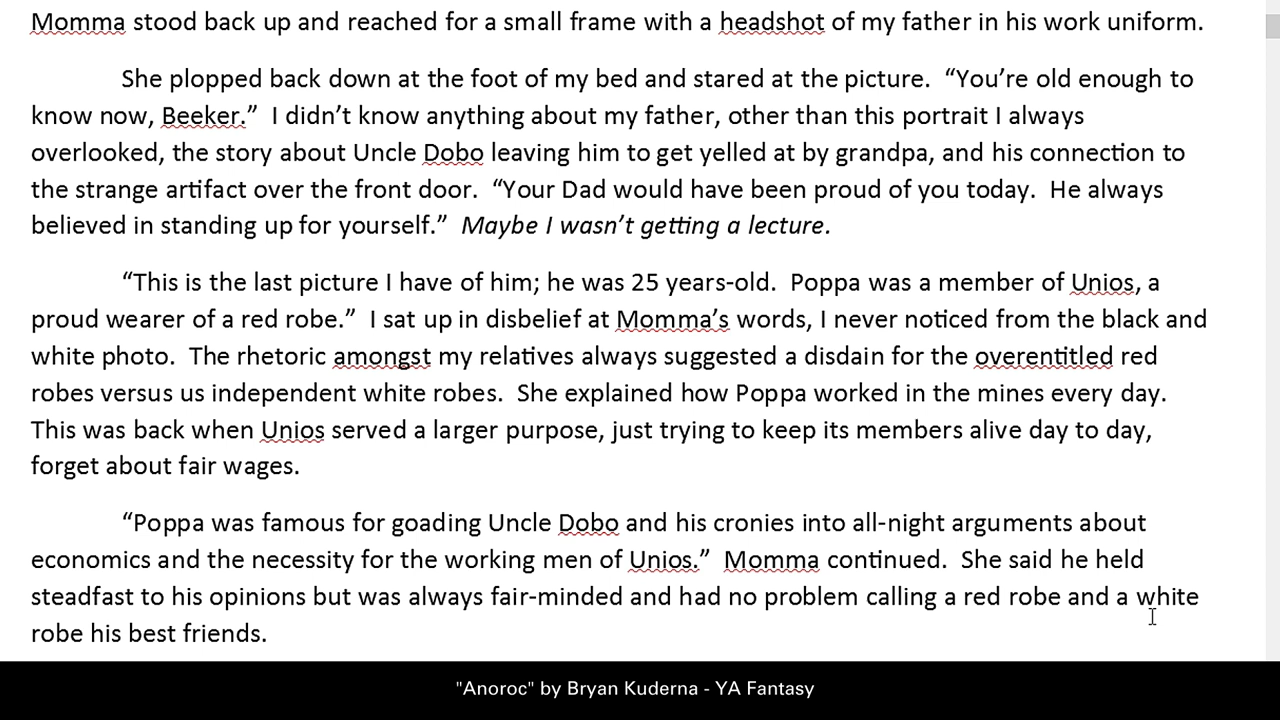 Momma stood back up and reached for a small frame with a headshot of my father in his work uniform.
She plopped back down at the foot of my bed and stared at the picture.  “You’re old enough to
know now, Beeker.”  I didn’t know anything about my father, other than this portrait I always
overlooked, the story about Uncle Dobo leaving him to get yelled at by grandpa, and his connection to
the strange artifact over the front door.  “Your Dad would have been proud of you today.  He always
believed in standing up for yourself.”  Maybe I wasn’t getting a lecture.
“This is the last picture I have of him; he was 25 years-old.  Poppa was a member of Unios, a
proud wearer of a red robe.”  I sat up in disbelief at Momma’s words, I never noticed from the black and
white photo.  The rhetoric amongst my relatives always suggested a disdain for the overentitled red
robes versus us independent white robes.  She explained how Poppa worked in the mines every day.
This was back when Unios served a larger purpose, just trying to keep its members alive day to day,
forget about fair wages.
“Poppa was famous for goading Uncle Dobo and his cronies into all-night arguments about
economics and the necessity for the working men of Unios.”  Momma continued.  She said he held
steadfast to his opinions but was always fair-minded and had no problem calling a red robe and a white
robe his best friends.
"Anoroc" by Bryan Kuderna - YA Fantasy